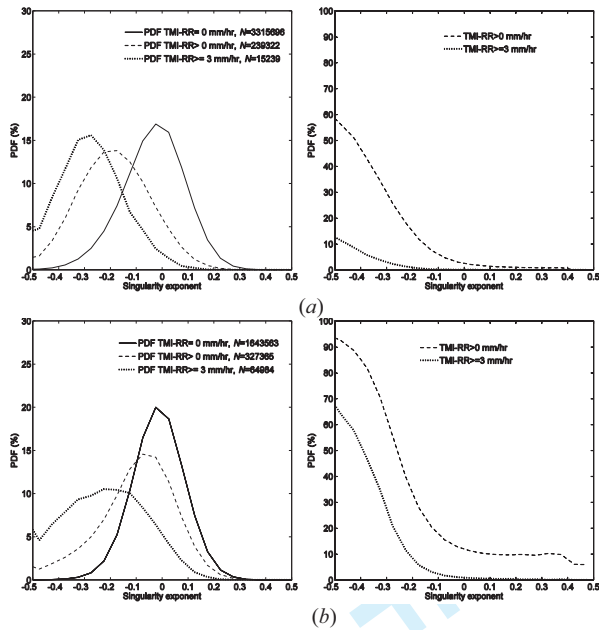 30
25
20
15
10
5
0
PDF (%)
PDF TMI-RR= 0 mm/hr, N=3315696
PDF TMI-RR> 0 mm/hr, N=239322
PDF TMI-RR>= 3 mm/hr, N=15239
-0.5 -0.4 -0.3 -0.2 -0.1 0 0.1 0.2 0.3 0.4 0.5
Singularity exponent
100
90
80
70
60
50
40
30
20
10
0
PDF (%)
TMI-RR>0 mm/hr
TMI-RR>=3 mm/hr
-0.5 -0.4 -0.3 -0.2 -0.1 0 0.1 0.2 0.3 0.4 0.5
Singularity exponent
(a)
30
25
20
15
10
5
0
PDF (%)
PDF TMI-RR= 0 mm/hr, N=1643563
PDF TMI-RR> 0 mm/hr, N=327365
PDF TMI-RR>= 3 mm/hr, N=64984
-0.5 -0.4 -0.3 -0.2 -0.1 0 0.1 0.2 0.3 0.4 0.5
Singularity exponent
100
90
80
70
60
50
40
30
20
10
0
PDF (%)
TMI-RR>0 mm/hr
TMI-RR>=3 mm/hr
-0.5 -0.4 -0.3 -0.2 -0.1 0 0.1 0.2 0.3 0.4 0.5
Singularity exponent
(b)